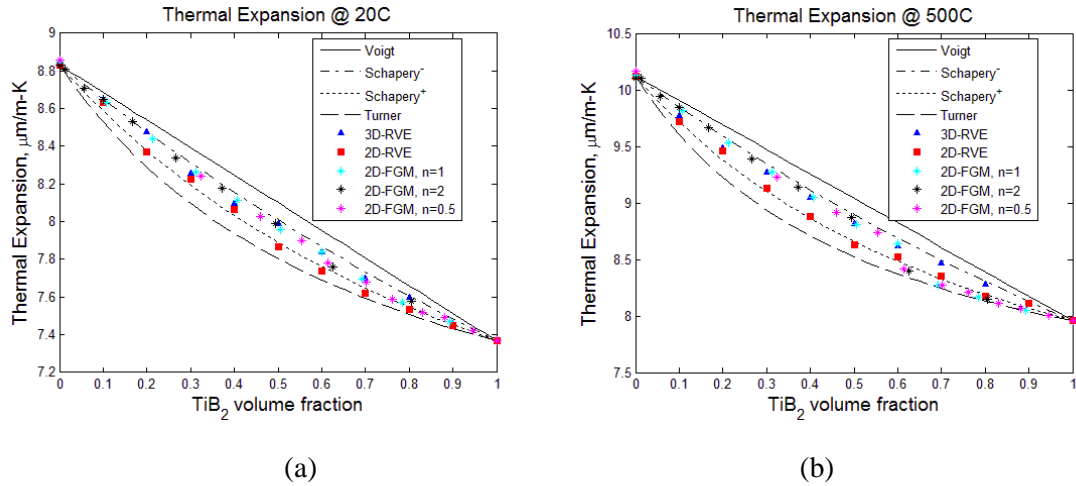 Thermal Expansion @ 20C
Thermal Expansion, μm/m-K
9
8.8
8.6
8.4
8.2
8
7.8
7.6
7.4
7.2
0 0.1 0.2 0.3 0.4 0.5 0.6 0.7 0.8 0.9 1
TiB2 volume fraction
Voigt
Schapery-
Schapery+
Turner
3D-RVE
2D-RVE
2D-FGM, n=1
2D-FGM, n=2
2D-FGM, n=0.5
(a)
Thermal Expansion @ 500C
Thermal Expansion, μm/m-K
10.5
10
9.5
9
8.5
8
7.5
0 0.1 0.2 0.3 0.4 0.5 0.6 0.7 0.8 0.9 1
TiB2 volume fraction
Voigt
Schapery-
Schapery+
Turner
3D-RVE
2D-RVE
2D-FGM, n=1
2D-FGM, n=2
2D-FGM, n=0.5
(b)